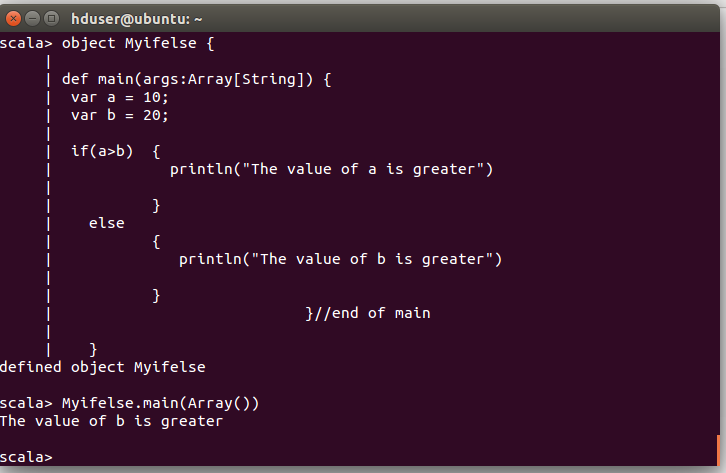 hduser@ubuntu: ~
scala> object Myifelse {
|
| def main(args:Array[String]) {
| var a = 10;
| var b = 20;
|
| if(a>b) {
| println("The value of a is greater")
|
| }
| else
| {
| println("The value of b is greater")
|
| }
| }//end of main
|
| }
defined object Myifelse
scala> Myifelse.main(Array())
The value of b is greater
scala>